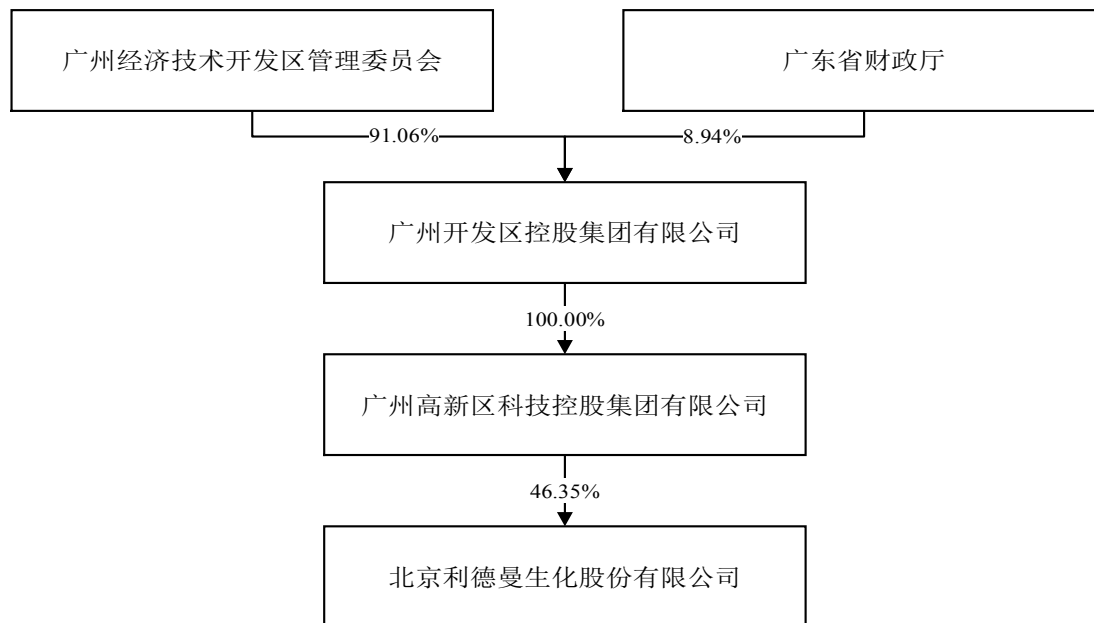 广州经济技术开发区管理委员会
广东省财政厅
91.06%
8.94%
广州开发区控股集团有限公司
100.00%
广州高新区科技控股集团有限公司
46.35%
北京利德曼生化股份有限公司